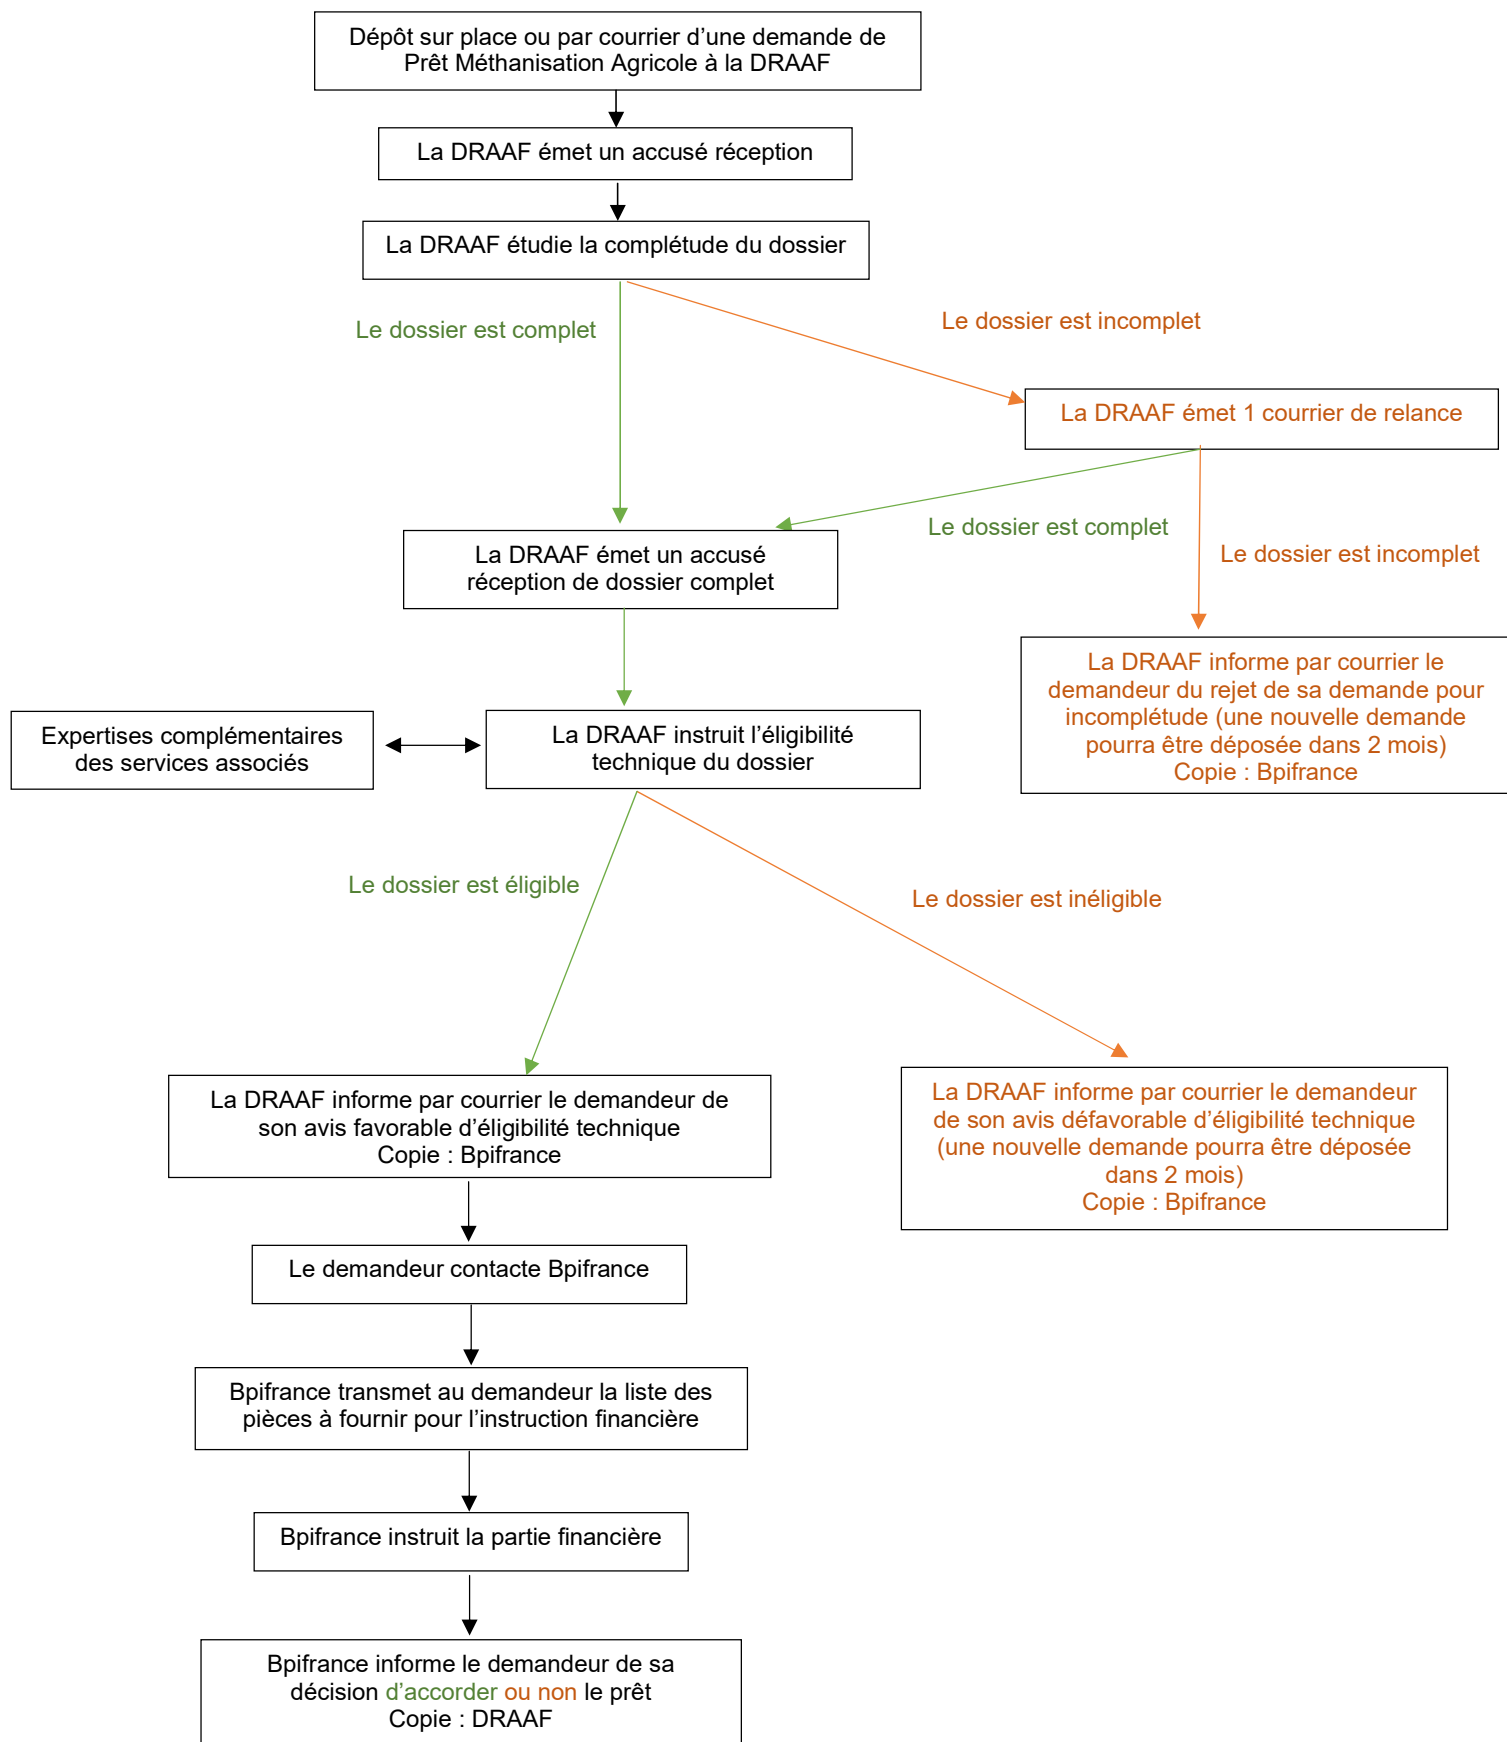 Dépôt sur place ou par courrier d’une demande de
Prêt Méthanisation Agricole à la DRAAF
La DRAAF émet un accusé réception
La DRAAF étudie la complétude du dossier
Le dossier est complet
Le dossier est incomplet
La DRAAF émet 1 courrier de relance
Le dossier est complet
Le dossier est incomplet
La DRAAF émet un accusé
réception de dossier complet
La DRAAF informe par courrier le
demandeur du rejet de sa demande pour
incomplétude (une nouvelle demande
pourra être déposée dans 2 mois)
Copie : Bpifrance
Expertises complémentaires
des services associés
La DRAAF instruit l’éligibilité
technique du dossier
Le dossier est éligible
Le dossier est inéligible
La DRAAF informe par courrier le demandeur de
son avis favorable d’éligibilité technique
Copie : Bpifrance
La DRAAF informe par courrier le demandeur
de son avis défavorable d’éligibilité technique
(une nouvelle demande pourra être déposée
dans 2 mois)
Copie : Bpifrance
Le demandeur contacte Bpifrance
Bpifrance transmet au demandeur la liste des
pièces à fournir pour l’instruction financière
Bpifrance instruit la partie financière
Bpifrance informe le demandeur de sa
décision d’accorder ou non le prêt
Copie : DRAAF